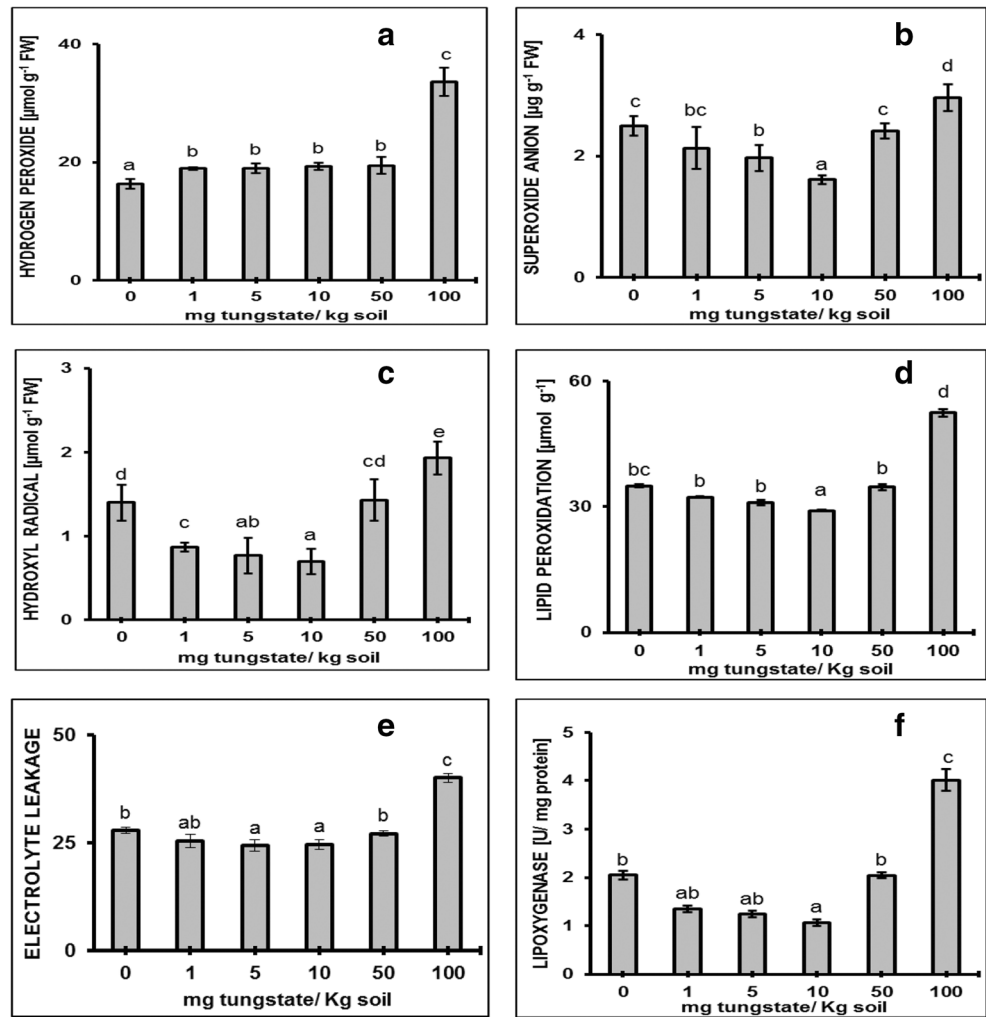 a
HYDROGEN PEROXIDE [µmol g⁻¹ FW]
40
20
0
a b b b b c
0 1 5 10 50 100
mg tungstate/ kg soil
b
SUPEROXIDE ANION [µg g⁻¹ FW]
4
2
0
c bc b a c d
0 1 5 10 50 100
mg tungstate/ kg soil
c
HYDROXYL RADICAL [µmol g⁻¹ FW]
3
2
1
0
d c ab a cd e
0 1 5 10 50 100
mg tungstate/ kg soil
d
LIPID PEROXIDATION [µmol g⁻¹]
60
30
0
bc b b a b d
0 1 5 10 50 100
mg tungstate/ Kg soil
e
ELECTROLYTE LEAKAGE
50
25
0
b ab a a b c
0 1 5 10 50 100
mg tungstate/ Kg soil
f
LIPOXYGENASE [U/ mg protein]
5
4
3
2
1
0
b ab ab a b c
0 1 5 10 50 100
mg tungstate/ Kg soil